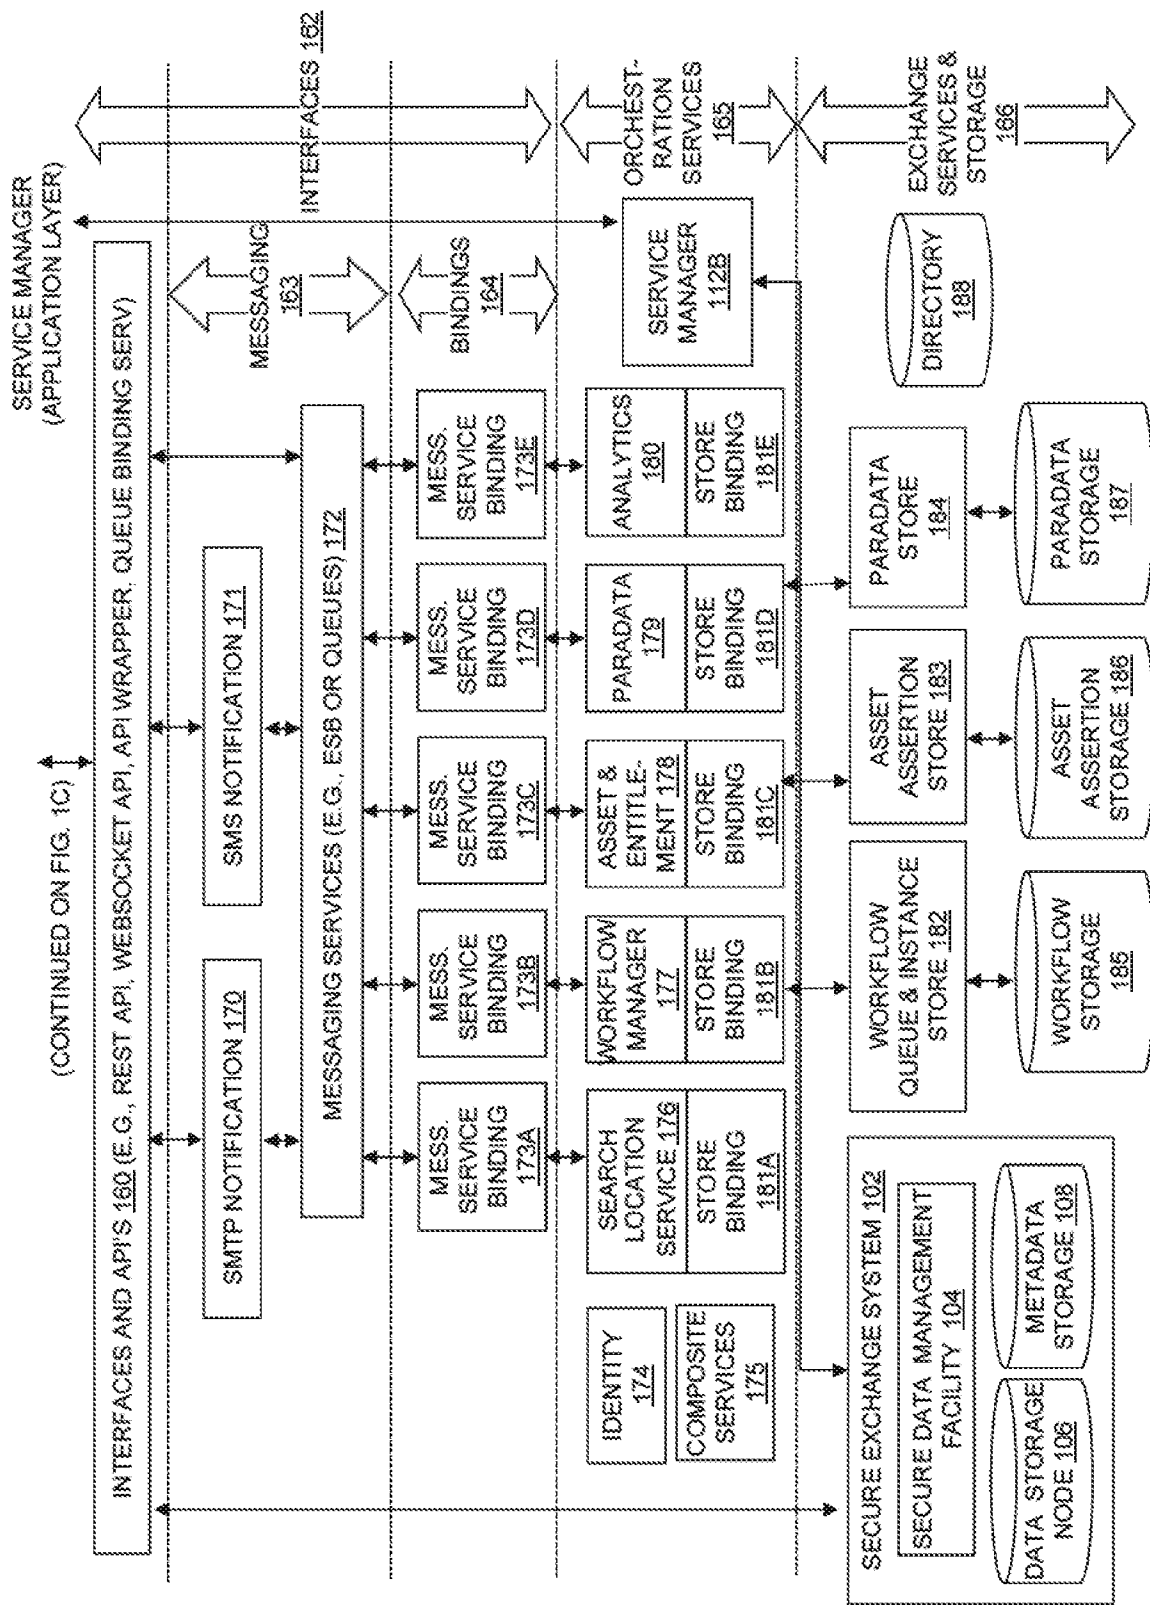 SERVICE MANAGER
(APPLICATION LAYER)
(CONTINUED ON FIG. 1C)
INTERFACES AND API'S 160 (E.G., REST API, WEBSOCKET API, API WRAPPER, QUEUE BINDING SERV)
INTERFACES 162
SMTP NOTIFICATION 170
SMS NOTIFICATION 171
MESSAGING
163
MESSAGING SERVICES (E.G., ESB OR QUEUES) 172
MESS.
SERVICE
BINDING
173A
MESS.
SERVICE
BINDING
173B
MESS.
SERVICE
BINDING
173C
MESS.
SERVICE
BINDING
173D
MESS.
SERVICE
BINDING
173E
BINDINGS
164
IDENTITY
174
COMPOSITE
SERVICES
175
SEARCH
LOCATION
SERVICE 176
STORE
BINDING
181A
WORKFLOW
MANAGER
177
STORE
BINDING
181B
ASSET &
ENTITLE-
MENT 178
STORE
BINDING
181C
PARADATA
179
STORE
BINDING
181D
ANALYTICS
180
STORE
BINDING
181E
SERVICE
MANAGER
112B
ORCHEST-
RATION
SERVICES
165
SECURE EXCHANGE SYSTEM 102
SECURE DATA MANAGEMENT
FACILITY 104
DATA STORAGE
NODE 106
METADATA
STORAGE 108
WORKFLOW
QUEUE & INSTANCE
STORE 182
WORKFLOW
STORAGE
185
ASSET
ASSERTION
STORE 183
ASSET
ASSERTION
STORAGE 186
PARADATA
STORE
184
PARADATA
STORAGE
187
DIRECTORY
188
EXCHANGE
SERVICES &
STORAGE
166